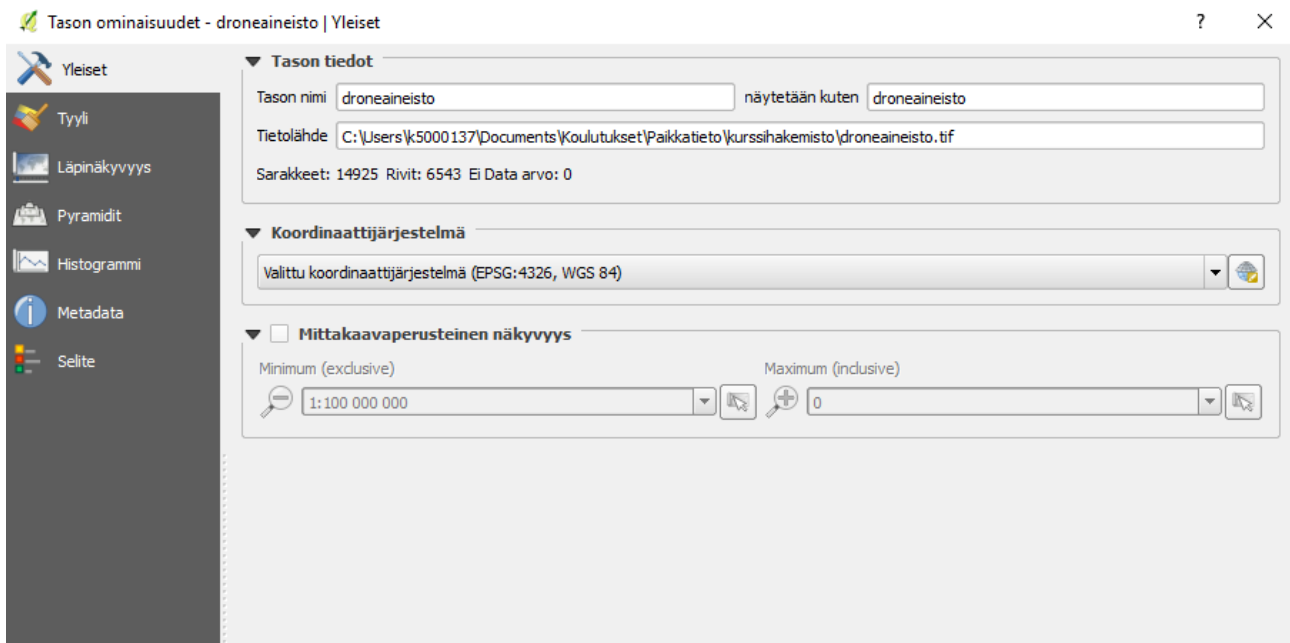 Tason ominaisuudet - droneaineisto | Yleiset ? ✕
Yleiset
Tyyli
Läpinäkyvyys
Pyramidit
Histogrammi
Metadata
Selite
Tason tiedot
Tason nimi droneaineisto näytetään kuten droneaineisto
Tietolähde C:\Users\k5000137\Documents\Koulutukset\Paikkatieto\kurssihakemisto\droneaineisto.tif
Sarakkeet: 14925 Rivit: 6543 Ei Data arvo: 0
Koordinaattijärjestelmä
Valittu koordinaattijärjestelmä (EPSG:4326, WGS 84)
Mittakaavaperusteinen näkyvyys
Minimum (exclusive) Maximum (inclusive)
1:100 000 000 0